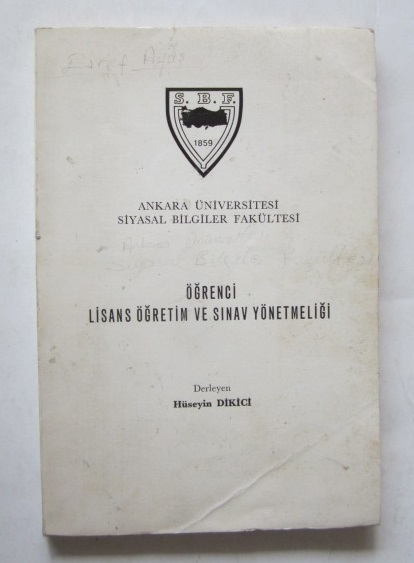 S. B. F.
1859
ANKARA ÜNİVERSİTESİ
SİYASAL BİLGİLER FAKÜLTESİ
ÖĞRENCİ
LİSANS ÖĞRETİM VE SINAV YÖNETMELİĞİ
Derleyen
Hüseyin DİKİCİ